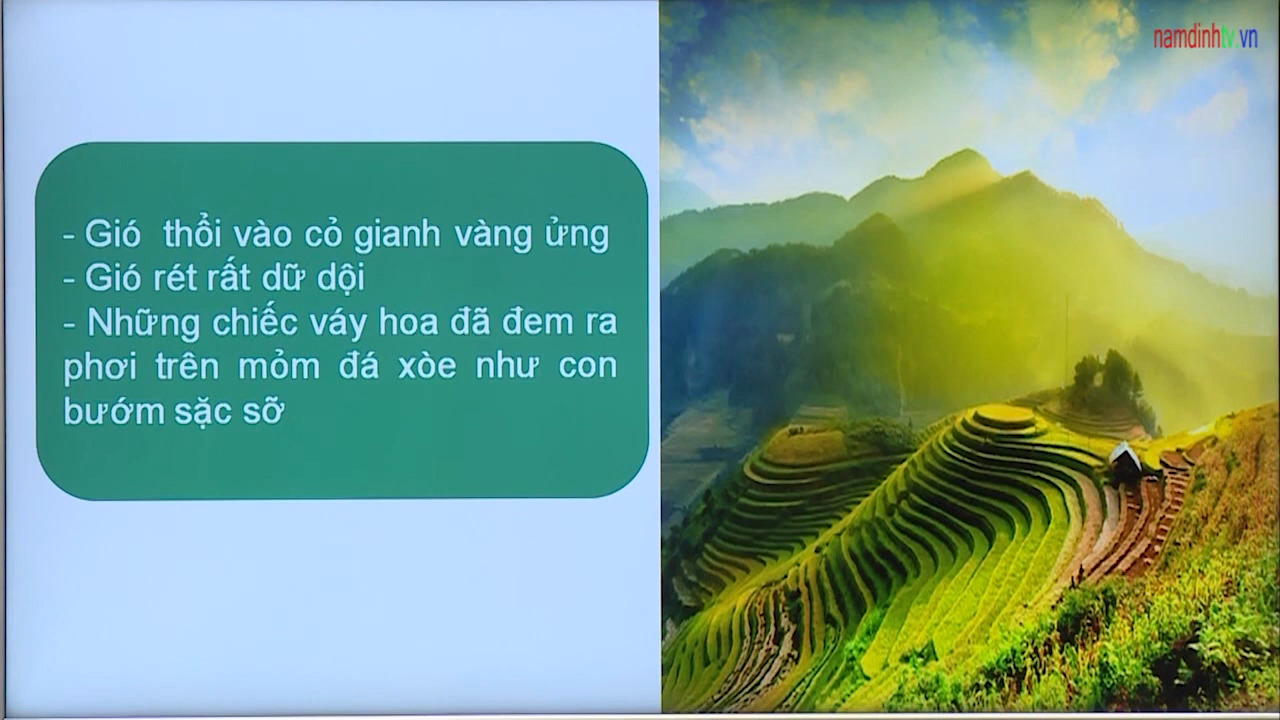 namdinhtv.vn
- Gió thổi vào cỏ gianh vàng ửng
- Gió rét rất dữ dội
- Những chiếc váy hoa đã đem ra
phơi trên mỏm đá xòe như con
bướm sặc sỡ